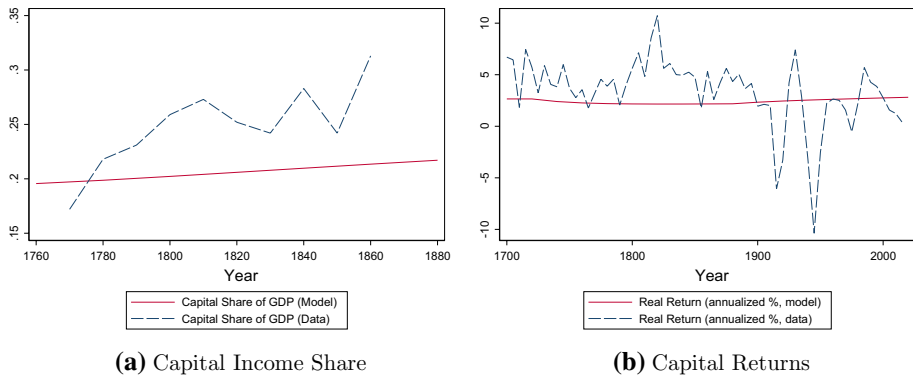 .35
.3
.25
.2
.15
1760 1780 1800 1820 1840 1860 1880
Year
Capital Share of GDP (Model)
Capital Share of GDP (Data)
(a) Capital Income Share
10
5
0
-5
-10
1700 1800 1900 2000
Year
Real Return (annualized %, model)
Real Return (annualized %, data)
(b) Capital Returns